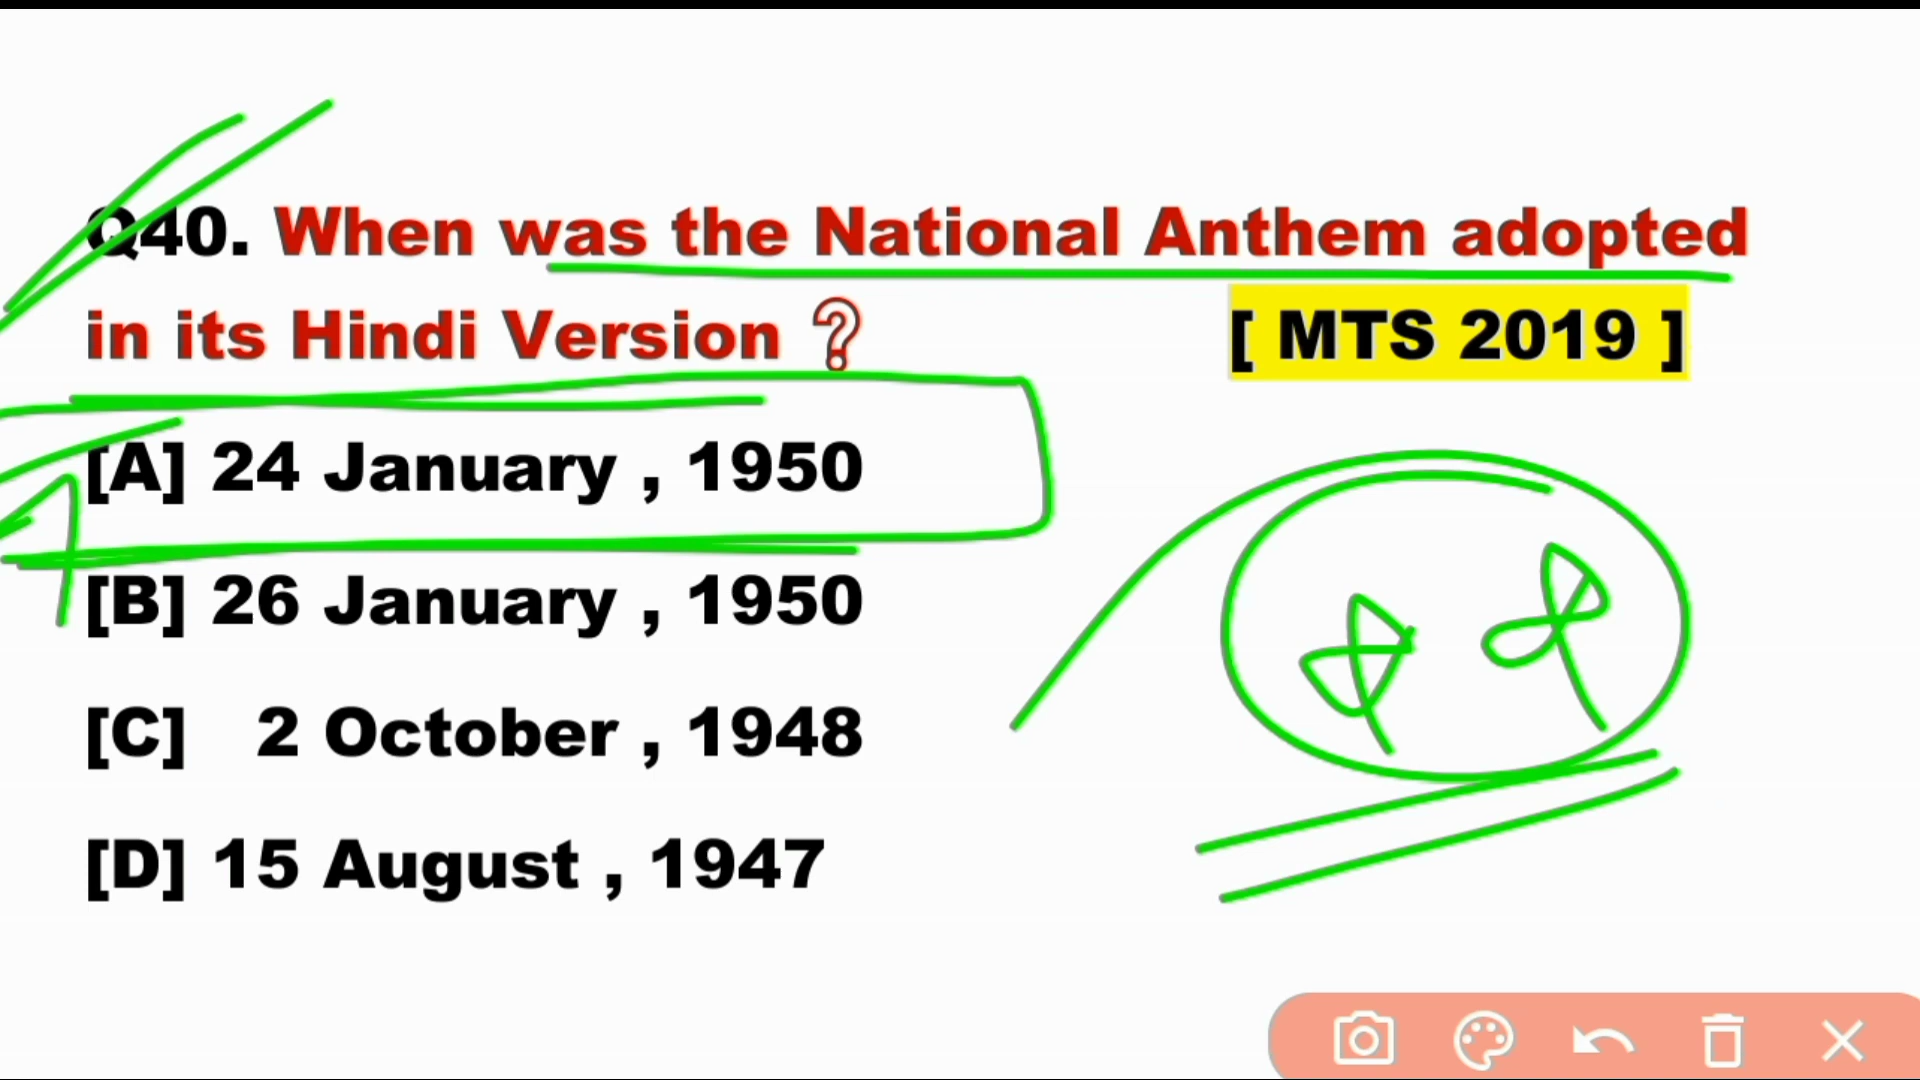 Q40. When was the National Anthem adopted
in its Hindi Version ? [ MTS 2019 ]
[A] 24 January , 1950
[B] 26 January , 1950
[C] 2 October , 1948
[D] 15 August , 1947